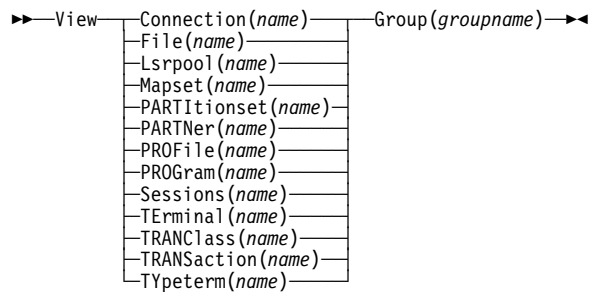 View Connection(name) Group(groupname)
File(name)
Lsrpool(name)
Mapset(name)
PARTItionset(name)
PARTNer(name)
PROFile(name)
PROGram(name)
Sessions(name)
TErminal(name)
TRANClass(name)
TRANSaction(name)
TYpeterm(name)